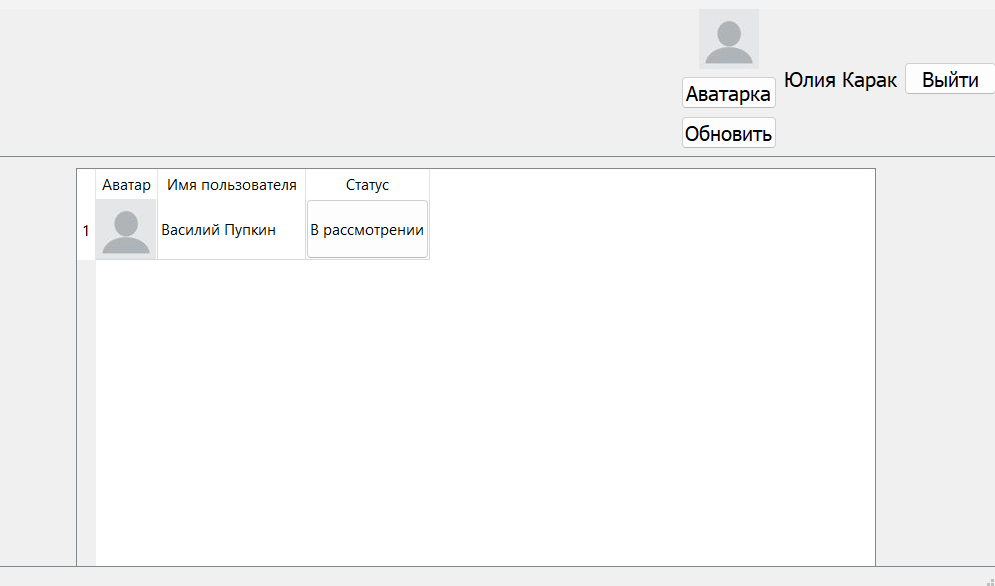 Юлия Карак
Выйти
Аватарка
Обновить
Аватар Имя пользователя Статус
1 Василий Пупкин В рассмотрении